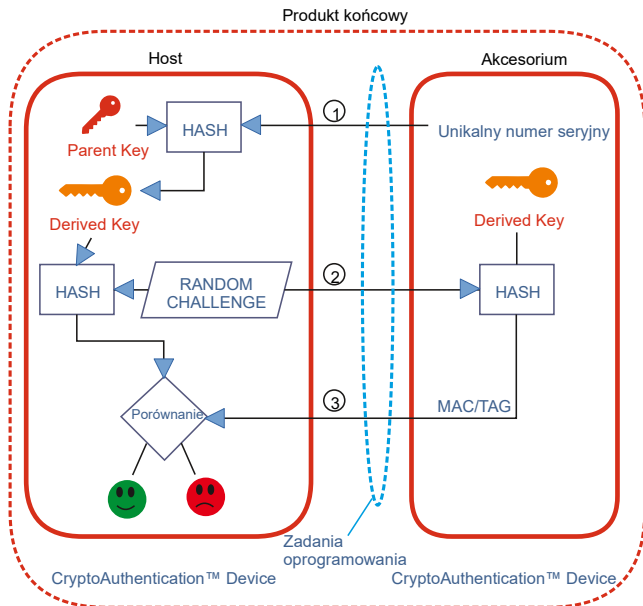 Produkt końcowy
Host
Akcesorium
1
HASH
Unikalny numer seryjny
Parent Key
Derived Key
Derived Key
2
HASH
RANDOM
CHALLENGE
HASH
3
Porównanie
MAC/TAG
Zadania
oprogramowania
CryptoAuthentication™ Device
CryptoAuthentication™ Device